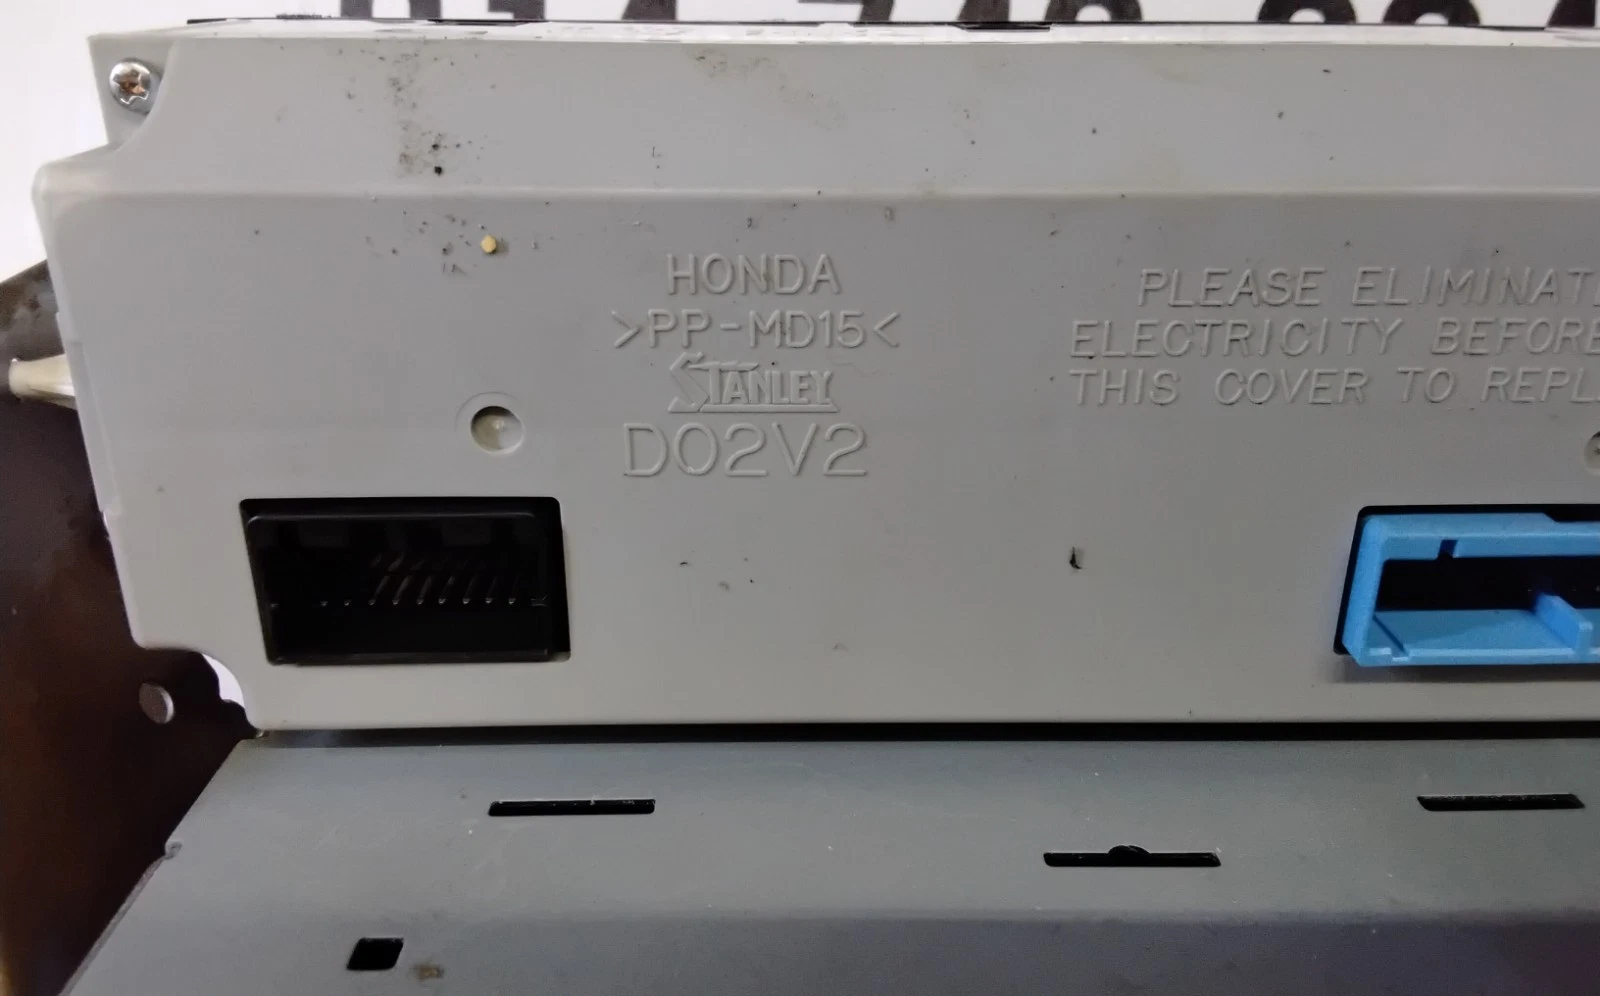 HONDA
>PP-MD15<
STANLEY
D02V2
PLEASE ELIMINAT
ELECTRICITY BEFORE
THIS COVER TO REPL